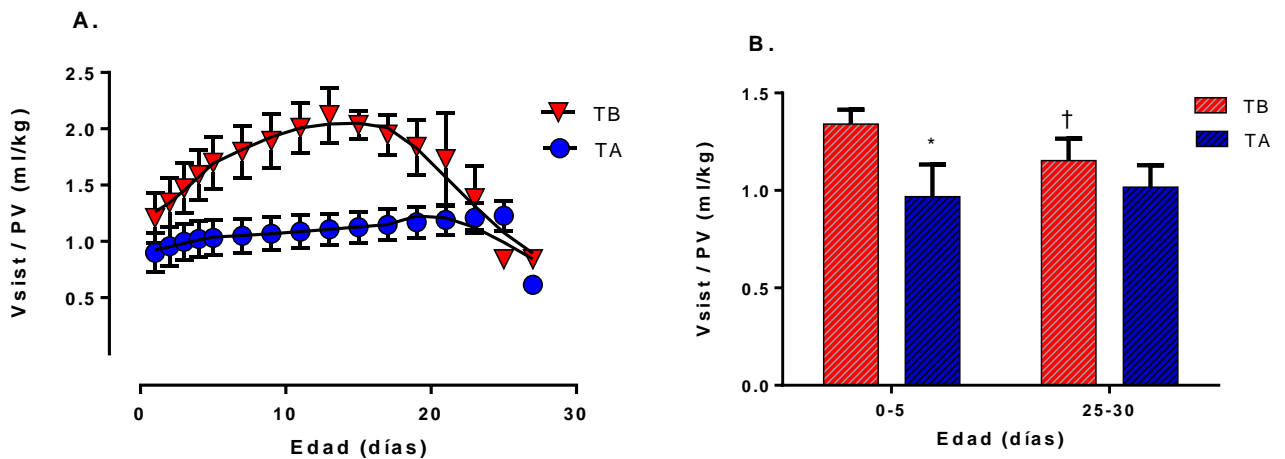 A.
Vsist / PV (ml/kg)
2.5
2.0
1.5
1.0
0.5
0
10
20
30
Edad (días)
TB
TA
B.
Vsist / PV (ml/kg)
1.5
1.0
0.5
0.0
*
†
0-5
25-30
Edad (días)
TB
TA